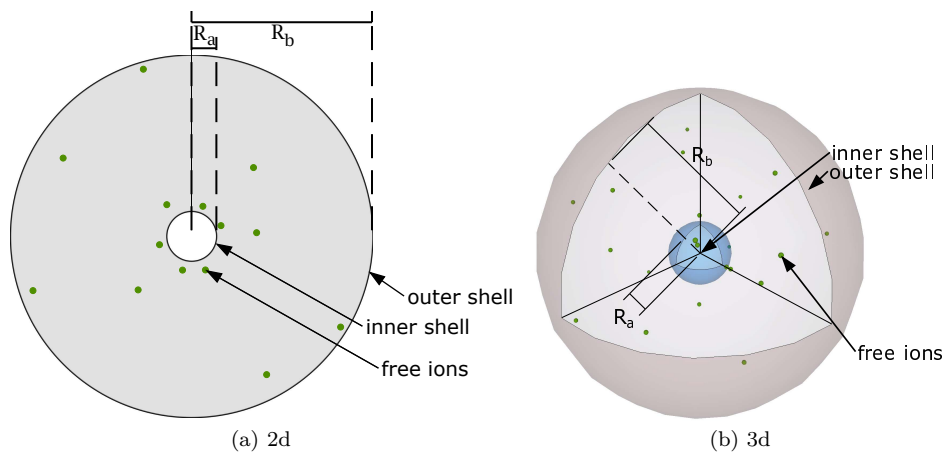 Ra
Rb
outer shell
inner shell
free ions
(a) 2d
inner shell
outer shell
Rb
Ra
free ions
(b) 3d